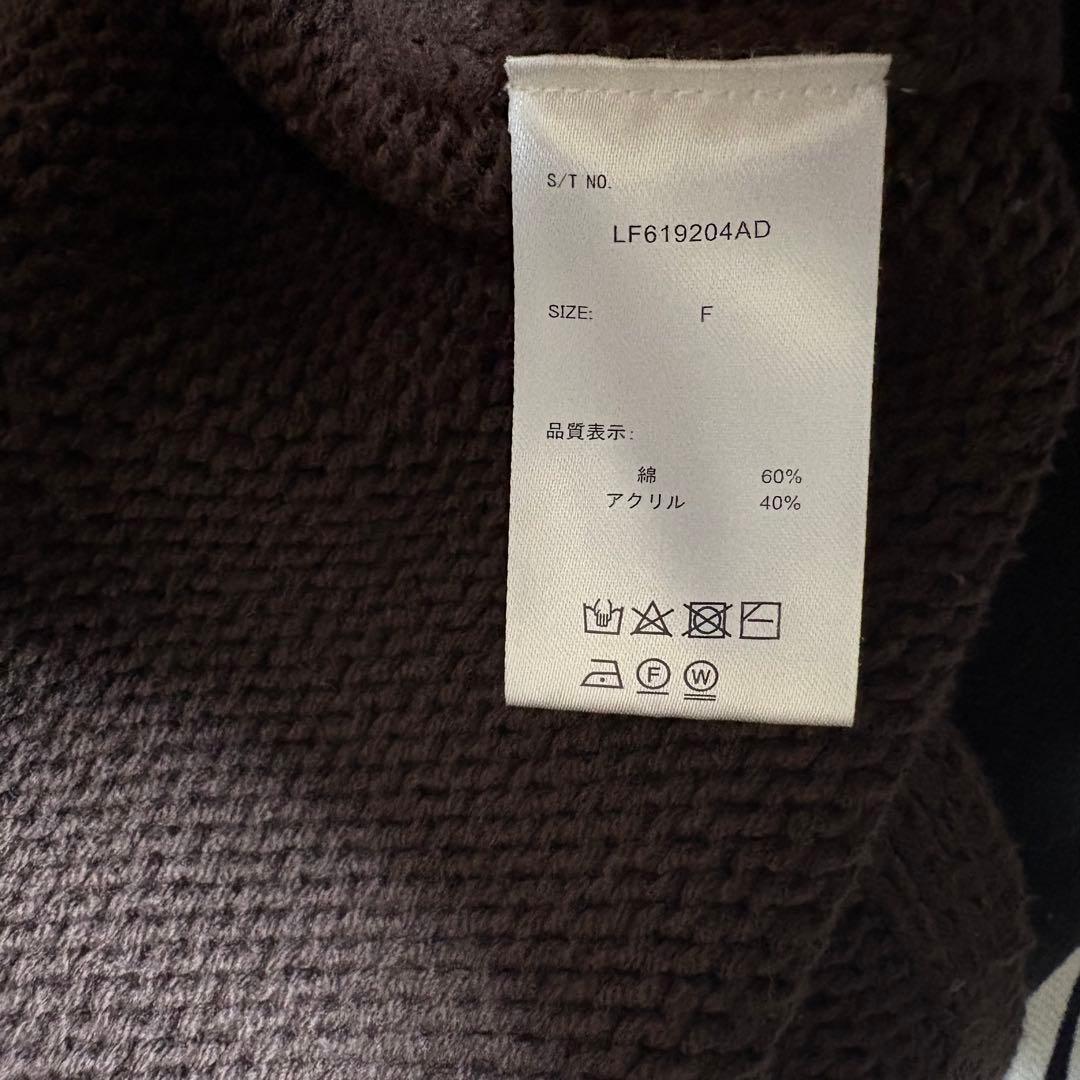 S/T NO.
LF619204AD
SIZE: F
品質表示:
綿 60%
アクリル 40%
F W